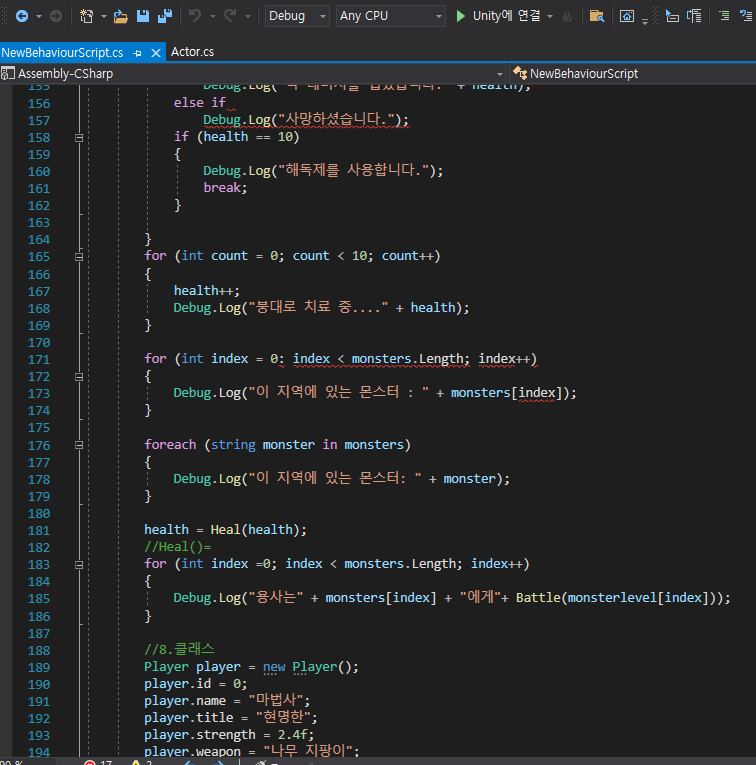 Debug Any CPU Unity에 연결
NewBehaviourScript.cs Actor.cs
Assembly-CSharp NewBehaviourScript
155 Debug.Log( + health);
156 else if
157 Debug.Log("사망하셨습니다.");
158 if (health == 10)
159 {
160 Debug.Log("해독제를 사용합니다.");
161 break;
162 }
163
164 }
165 for (int count = 0; count < 10; count++)
166 {
167 health++;
168 Debug.Log("붕대로 치료 중...." + health);
169 }
170
171 for (int index = 0: index < monsters.Length; index++)
172 {
173 Debug.Log("이 지역에 있는 몬스터 : " + monsters[index]);
174 }
175
176 foreach (string monster in monsters)
177 {
178 Debug.Log("이 지역에 있는 몬스터: " + monster);
179 }
180
181 health = Heal(health);
182 //Heal()=
183 for (int index =0; index < monsters.Length; index++)
184 {
185 Debug.Log("용사는" + monsters[index] + "에게"+ Battle(monsterlevel[index]));
186 }
187
188 //8.클래스
189 Player player = new Player();
190 player.id = 0;
191 player.name = "마법사";
192 player.title = "현명한";
193 player.strength = 2.4f;
194 player.weapon = "나무 지팡이";